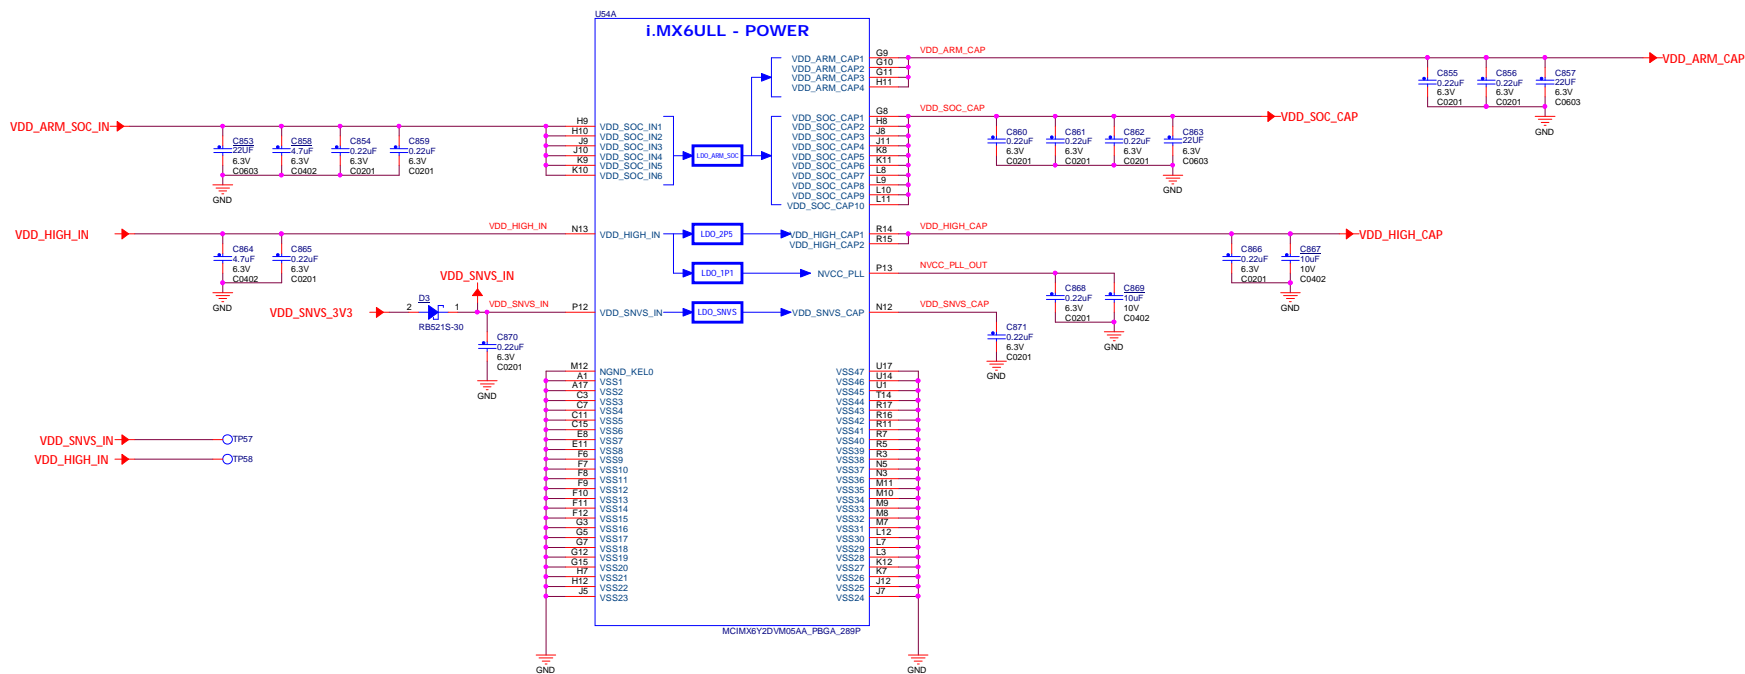 U54A
i.MX6ULL - POWER
VDD_ARM_SOC_IN
C853
22UF
6.3V
C0603
C858
4.7uF
6.3V
C0402
C854
0.22uF
6.3V
C0201
C859
0.22uF
6.3V
C0201
GND
H9 VDD_SOC_IN1
H10 VDD_SOC_IN2
J9 VDD_SOC_IN3
J10 VDD_SOC_IN4
K9 VDD_SOC_IN5
K10 VDD_SOC_IN6
LDO_ARM_SOC
VDD_ARM_CAP1 G9 VDD_ARM_CAP
VDD_ARM_CAP2 G10
VDD_ARM_CAP3 G11
VDD_ARM_CAP4 H11
C855
0.22uF
6.3V
C0201
C856
0.22uF
6.3V
C0201
C857
22UF
6.3V
C0603
GND
VDD_ARM_CAP
VDD_SOC_CAP1 G8 VDD_SOC_CAP
VDD_SOC_CAP2 H8
VDD_SOC_CAP3 J8
VDD_SOC_CAP4 J11
VDD_SOC_CAP5 K8
VDD_SOC_CAP6 K11
VDD_SOC_CAP7 L8
VDD_SOC_CAP8 L9
VDD_SOC_CAP9 L10
VDD_SOC_CAP10 L11
C860
0.22uF
6.3V
C0201
C861
0.22uF
6.3V
C0201
C862
0.22uF
6.3V
C0201
C863
22UF
6.3V
C0603
GND
VDD_SOC_CAP
VDD_HIGH_IN
C864
4.7uF
6.3V
C0402
C865
0.22uF
6.3V
C0201
GND
VDD_HIGH_IN N13 VDD_HIGH_IN
LDO_2P5
VDD_HIGH_CAP1 R14 VDD_HIGH_CAP
VDD_HIGH_CAP2 R15
C866
0.22uF
6.3V
C0201
C867
10uF
10V
C0402
GND
VDD_HIGH_CAP
LDO_1P1
NVCC_PLL P13 NVCC_PLL_OUT
C868
0.22uF
6.3V
C0201
C869
10uF
10V
C0402
GND
VDD_SNVS_IN
VDD_SNVS_3V3
2 D3 1
RB521S-30
VDD_SNVS_IN P12 VDD_SNVS_IN
C870
0.22uF
6.3V
C0201
GND
LDO_SNVS
VDD_SNVS_CAP N12 VDD_SNVS_CAP
C871
0.22uF
6.3V
C0201
GND
VDD_SNVS_IN TP57
VDD_HIGH_IN TP58
M12 NGND_KEL0
A1 VSS1
A17 VSS2
C3 VSS3
C7 VSS4
C11 VSS5
C15 VSS6
E8 VSS7
E11 VSS8
F6 VSS9
F7 VSS10
F8 VSS11
F9 VSS12
F10 VSS13
F11 VSS14
F12 VSS15
G3 VSS16
G5 VSS17
G7 VSS18
G12 VSS19
G15 VSS20
H7 VSS21
H12 VSS22
J5 VSS23
GND
VSS47 U17
VSS46 U14
VSS45 U1
VSS44 T14
VSS43 R17
VSS42 R16
VSS41 R11
VSS40 R7
VSS39 R5
VSS38 R3
VSS37 N5
VSS36 N3
VSS35 M11
VSS34 M10
VSS33 M9
VSS32 M8
VSS31 M7
VSS30 L12
VSS29 L7
VSS28 L3
VSS27 K12
VSS26 K7
VSS25 J12
VSS24 J7
GND
MCIMX6Y2DVM05AA_PBGA_289P